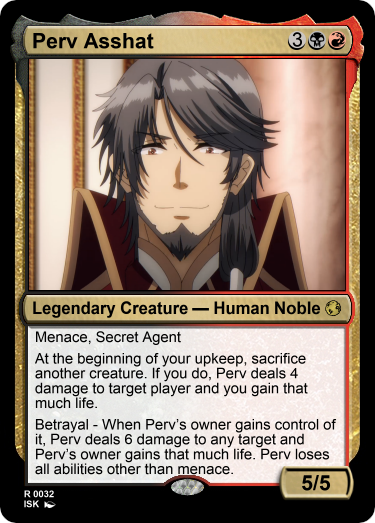 Perv Asshat 3
Legendary Creature — Human Noble
Menace, Secret Agent
At the beginning of your upkeep, sacrifice
another creature. If you do, Perv deals 4
damage to target player and you gain that
much life.
Betrayal - When Perv's owner gains control of
it, Perv deals 6 damage to any target and
Perv's owner gains that much life. Perv loses
all abilities other than menace.
5/5
R 0032
ISK